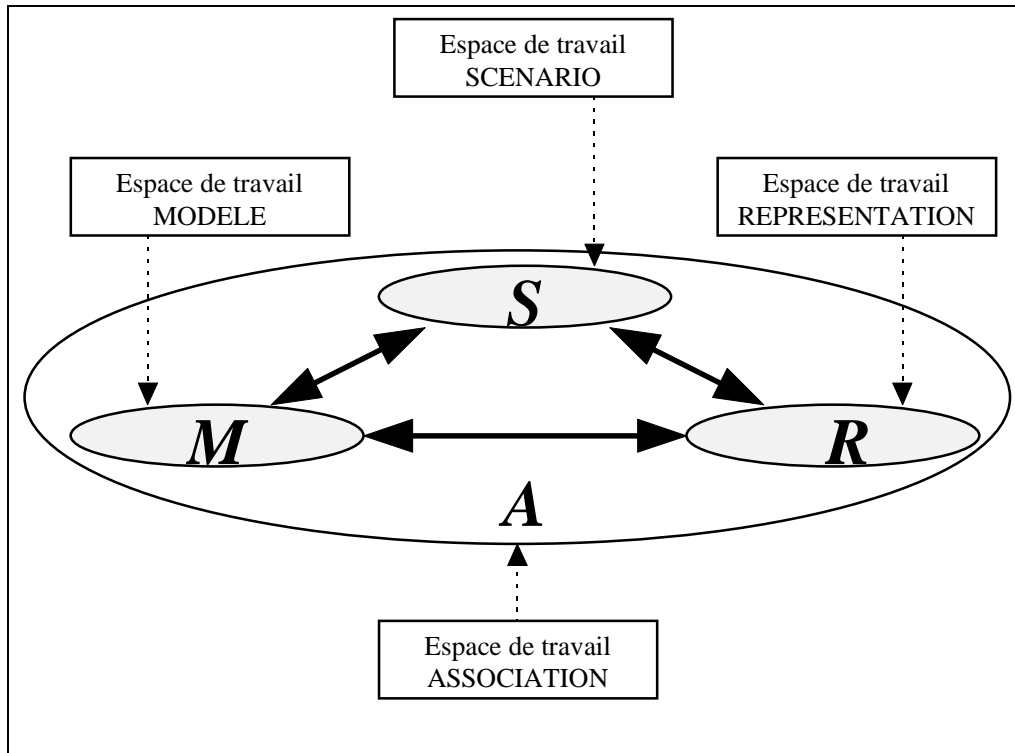 Espace de travail
SCENARIO
Espace de travail
MODELE
Espace de travail
REPRESENTATION
S
M
R
A
Espace de travail
ASSOCIATION